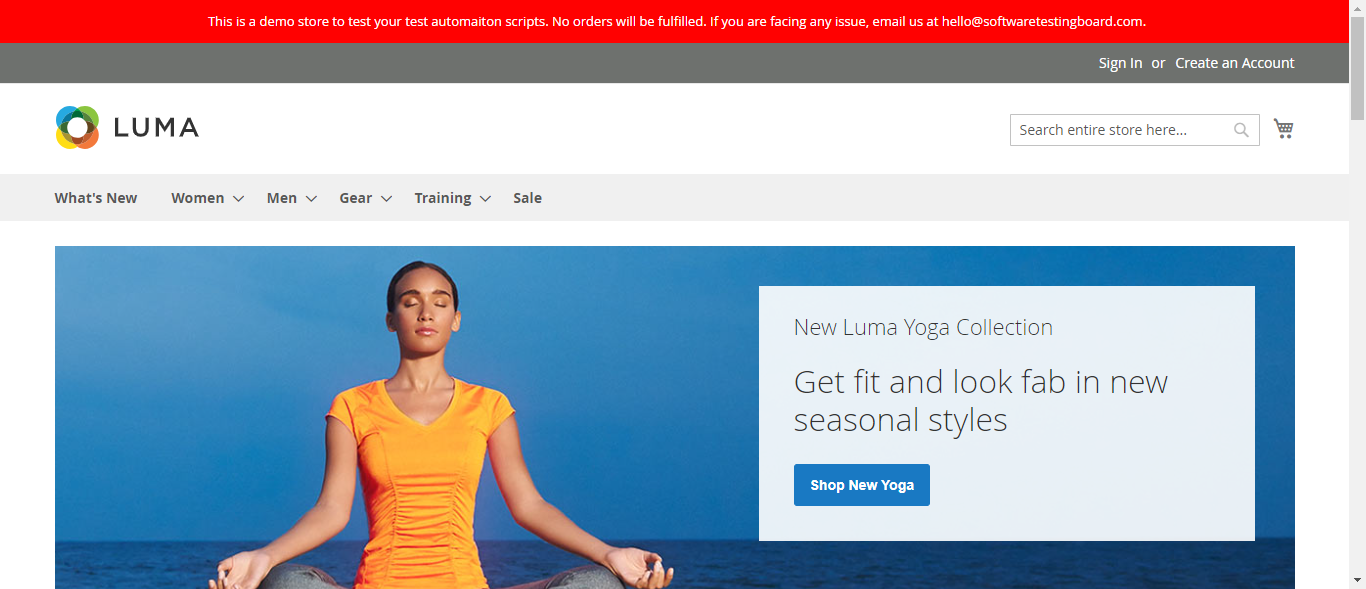 This is a demo store to test your test automaiton scripts. No orders will be fulfilled. If you are facing any issue, email us at hello@softwaretestingboard.com.
Sign In or Create an Account
LUMA
Search entire store here...
What's New Women Men Gear Training Sale
New Luma Yoga Collection
Get fit and look fab in new
seasonal styles
Shop New Yoga